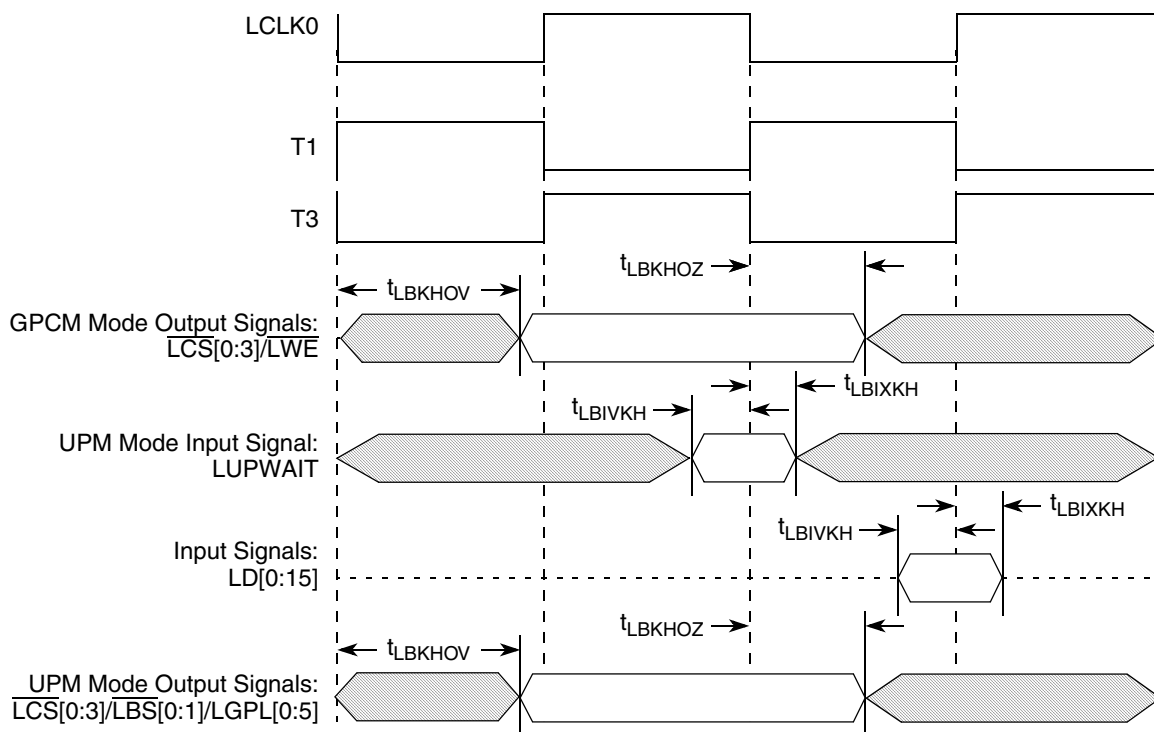 LCLK0
T1
T3
tLBKHOZ
tLBKHOV
GPCM Mode Output Signals:
LCS[0:3]/LWE
tLBIXKH
tLBIVKH
UPM Mode Input Signal:
LUPWAIT
tLBIXKH
tLBIVKH
Input Signals:
LD[0:15]
tLBKHOZ
tLBKHOV
UPM Mode Output Signals:
LCS[0:3]/LBS[0:1]/LGPL[0:5]